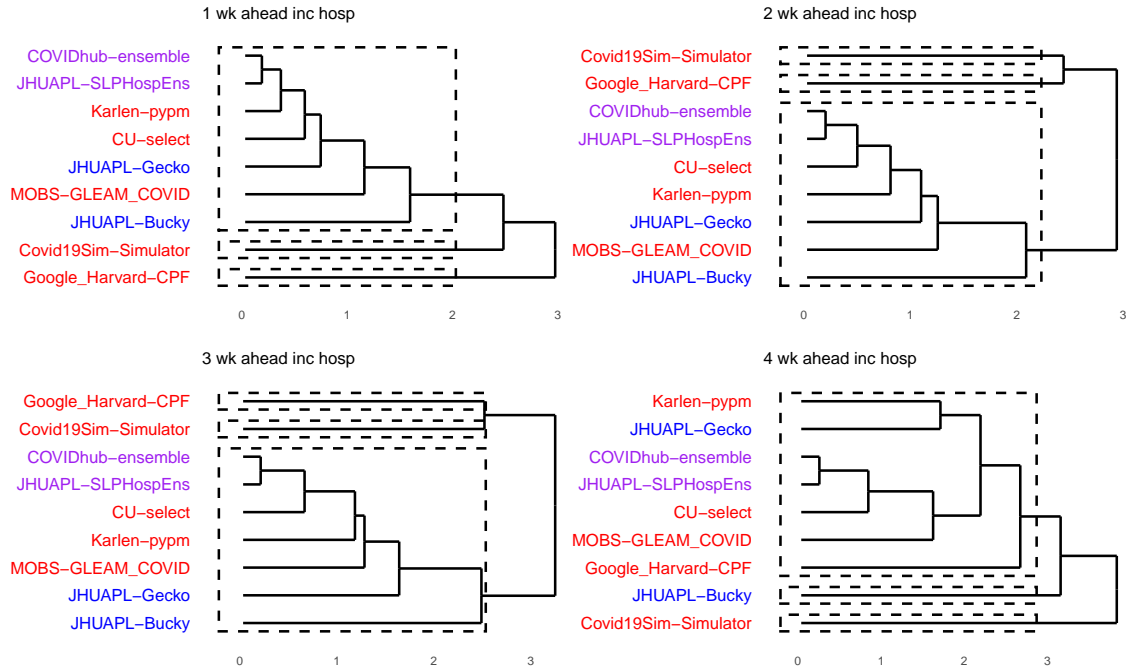 1 wk ahead inc hosp
COVIDhub−ensemble
JHUAPL−SLPHospEns
Karlen−pypm
CU−select
JHUAPL−Gecko
MOBS−GLEAM_COVID
JHUAPL−Bucky
Covid19Sim−Simulator
Google_Harvard−CPF
0 1 2 3
2 wk ahead inc hosp
Covid19Sim−Simulator
Google_Harvard−CPF
COVIDhub−ensemble
JHUAPL−SLPHospEns
CU−select
Karlen−pypm
JHUAPL−Gecko
MOBS−GLEAM_COVID
JHUAPL−Bucky
0 1 2 3
3 wk ahead inc hosp
Google_Harvard−CPF
Covid19Sim−Simulator
COVIDhub−ensemble
JHUAPL−SLPHospEns
CU−select
Karlen−pypm
MOBS−GLEAM_COVID
JHUAPL−Gecko
JHUAPL−Bucky
0 1 2 3
4 wk ahead inc hosp
Karlen−pypm
JHUAPL−Gecko
COVIDhub−ensemble
JHUAPL−SLPHospEns
CU−select
MOBS−GLEAM_COVID
Google_Harvard−CPF
JHUAPL−Bucky
Covid19Sim−Simulator
0 1 2 3